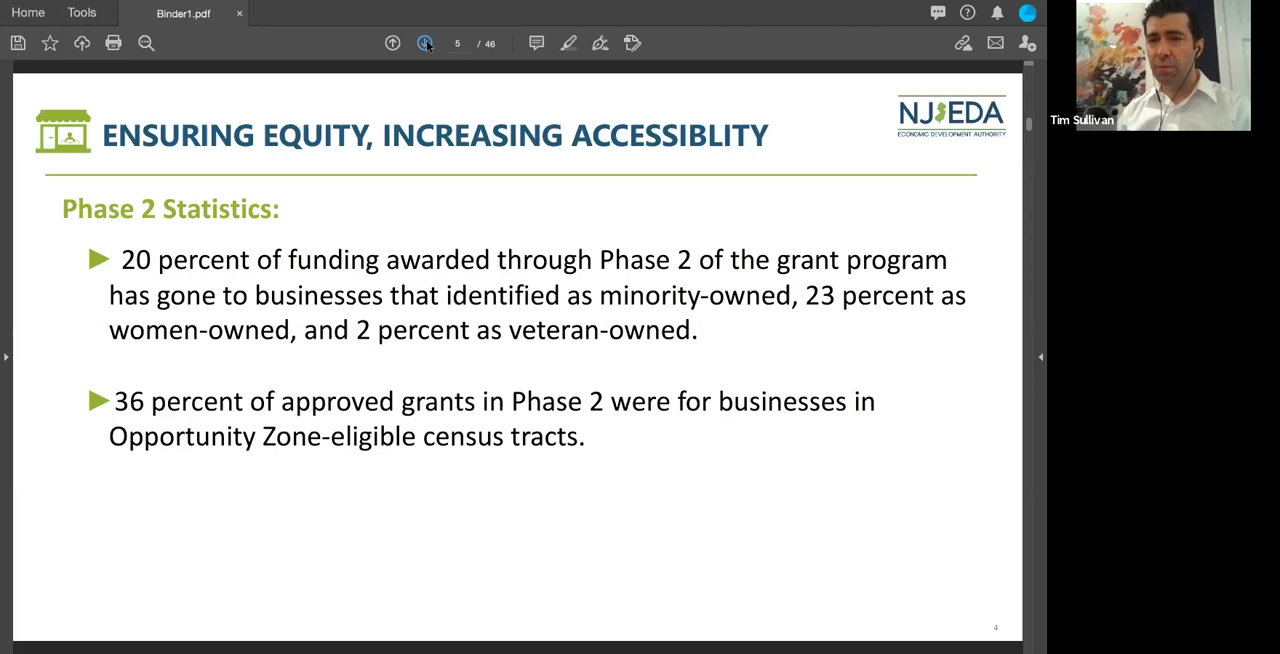 Home Tools Binder1.pdf ×
5 / 46
NJEDA
ECONOMIC DEVELOPMENT AUTHORITY
ENSURING EQUITY, INCREASING ACCESSIBLITY
Phase 2 Statistics:
20 percent of funding awarded through Phase 2 of the grant program
has gone to businesses that identified as minority-owned, 23 percent as
women-owned, and 2 percent as veteran-owned.
36 percent of approved grants in Phase 2 were for businesses in
Opportunity Zone-eligible census tracts.
4
Tim Sullivan